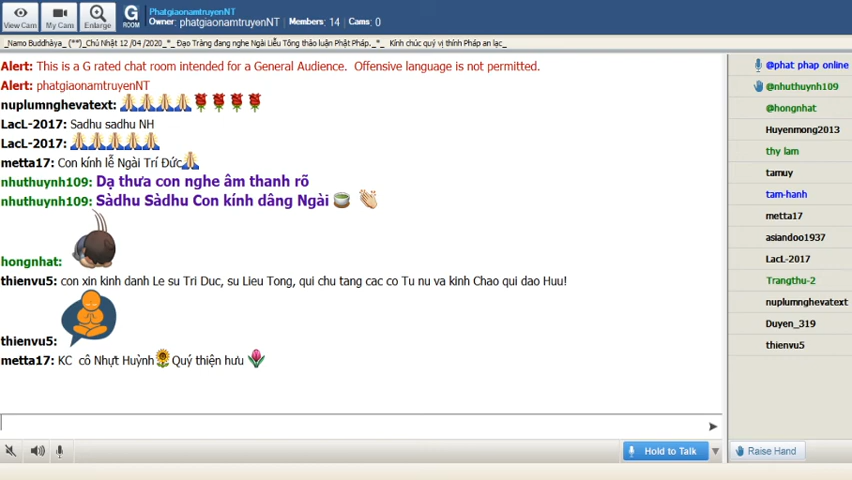 View Cam
My Cam
Enlarge
G
ROOM
PhatgiaonamtruyenNT
Owner: phatgiaonamtruyenNT Members: 14 Cams: 0
_Namo Buddhàya_ (**)_Chủ Nhật 12 /04 /2020_*_ Đạo Tràng đang nghe Ngài Liễu Tông thảo luận Phật Pháp._*_ Kính chúc quý vị thính Pháp an lạc_
Alert: This is a G rated chat room intended for a General Audience. Offensive language is not permitted.
Alert: phatgiaonamtruyenNT
nuplumnghevatext:
LacL-2017: Sadhu sadhu NH
LacL-2017:
metta17: Con kính lễ Ngài Trí Đức
nhuthuynh109: Dạ thưa con nghe âm thanh rõ
nhuthuynh109: Sàdhu Sàdhu Con kính dâng Ngài
hongnhat:
thienvu5: con xin kinh danh Le su Tri Duc, su Lieu Tong, qui chu tang cac co Tu nu va kinh Chao qui dao Huu!
thienvu5:
metta17: KC cô Nhựt Huỳnh Quý thiện hưu
Hold to Talk
@phat phap online
@nhuthuynh109
@hongnhat
Huyenmong2013
thy lam
tamuy
tam-hanh
metta17
asiandoo1937
LacL-2017
Trangthu-2
nuplumnghevatext
Duyen_319
thienvu5
Raise Hand